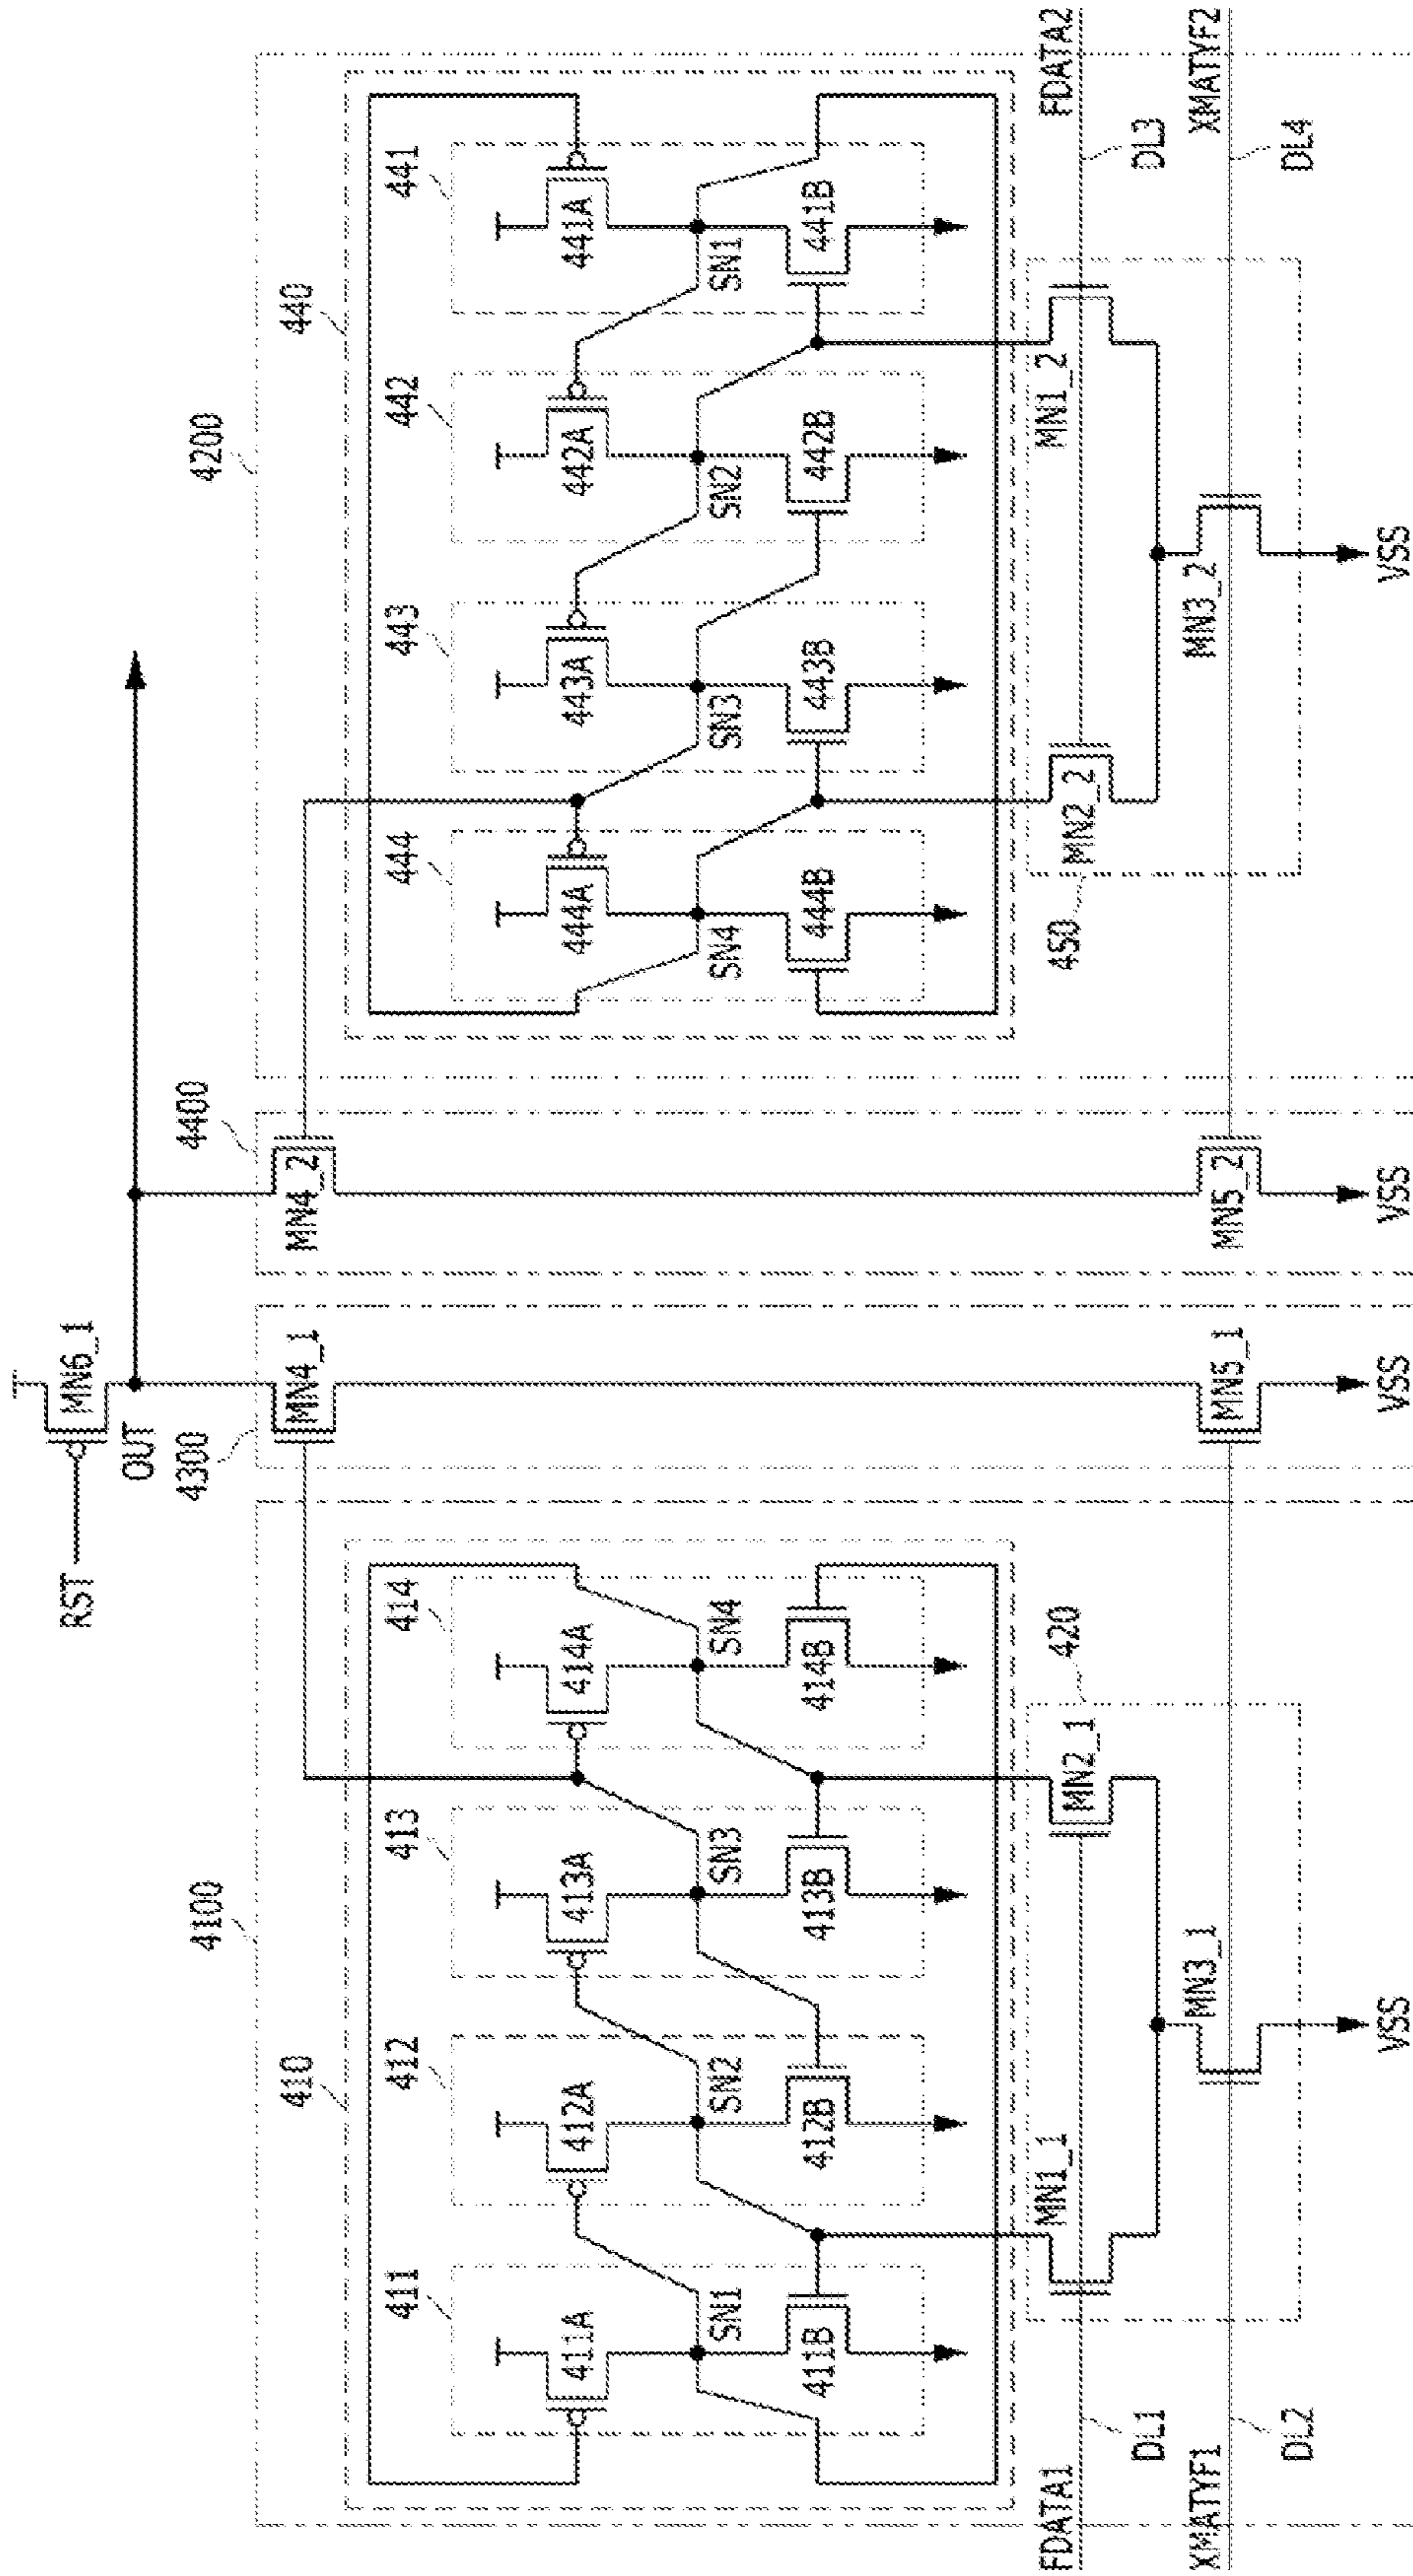 RST
MN6_1
OUT
4100
4300
4400
4200
410
MN4_1
MN4_2
440
411
412
413
414
444
443
442
441
411A
412A
413A
414A
444A
443A
442A
441A
SN1
SN2
SN3
SN4
SN4
SN3
SN2
SN1
411B
412B
413B
414B
444B
443B
442B
441B
FDATA1
MN1_1
MN2_1
420
450
MN2_2
MN1_2
FDATA2
DL1
DL3
XMATYF1
MN3_1
MN5_1
MN5_2
MN3_2
XMATYF2
DL2
DL4
VSS
VSS
VSS
VSS